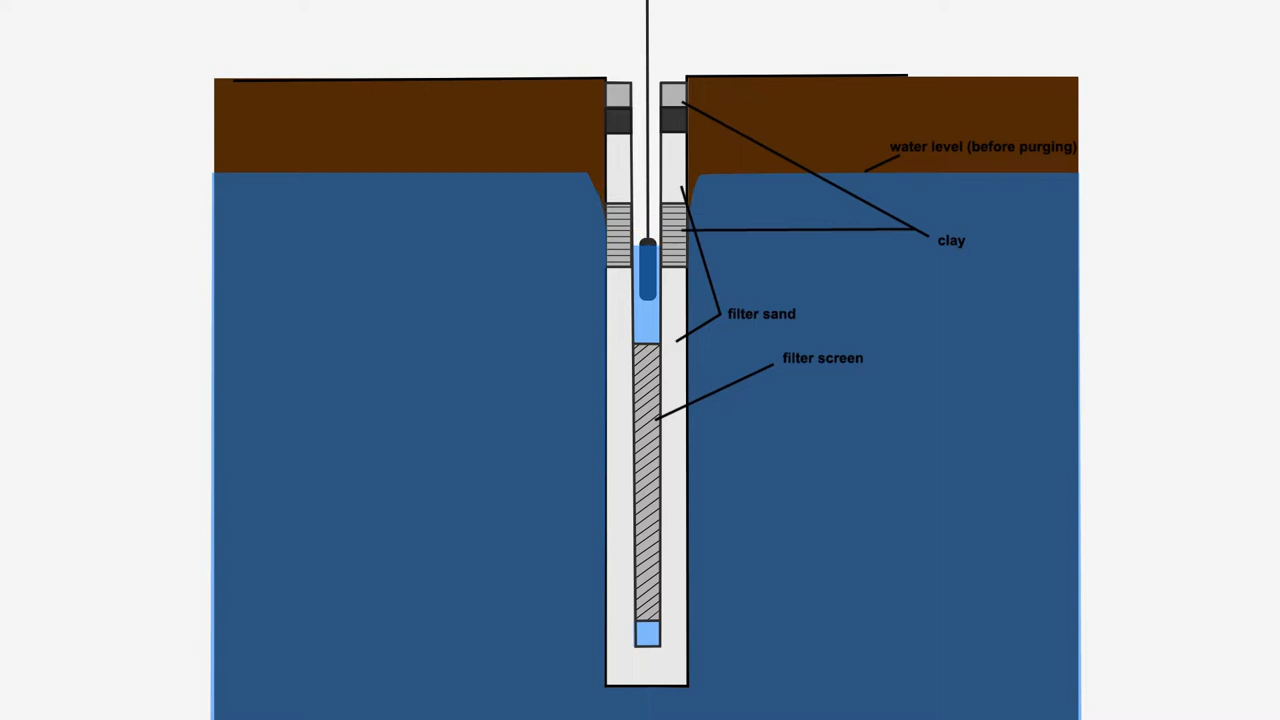 water level (before purging)
clay
filter sand
filter screen